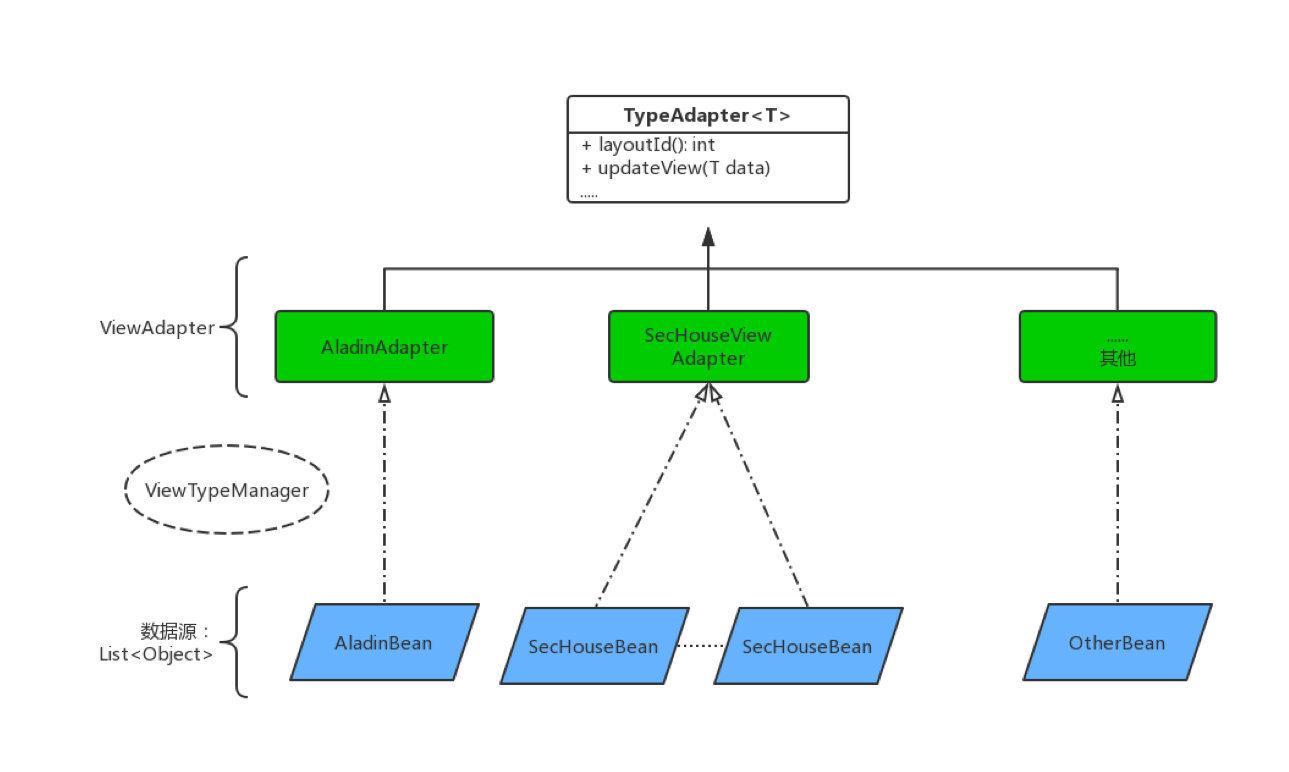 TypeAdapter<T>
+ layoutId(): int
+ updateView(T data)
.....
ViewAdapter
AladinAdapter
SecHouseView
Adapter
......
其他
ViewTypeManager
数据源：
List<Object>
AladinBean
SecHouseBean
SecHouseBean
OtherBean